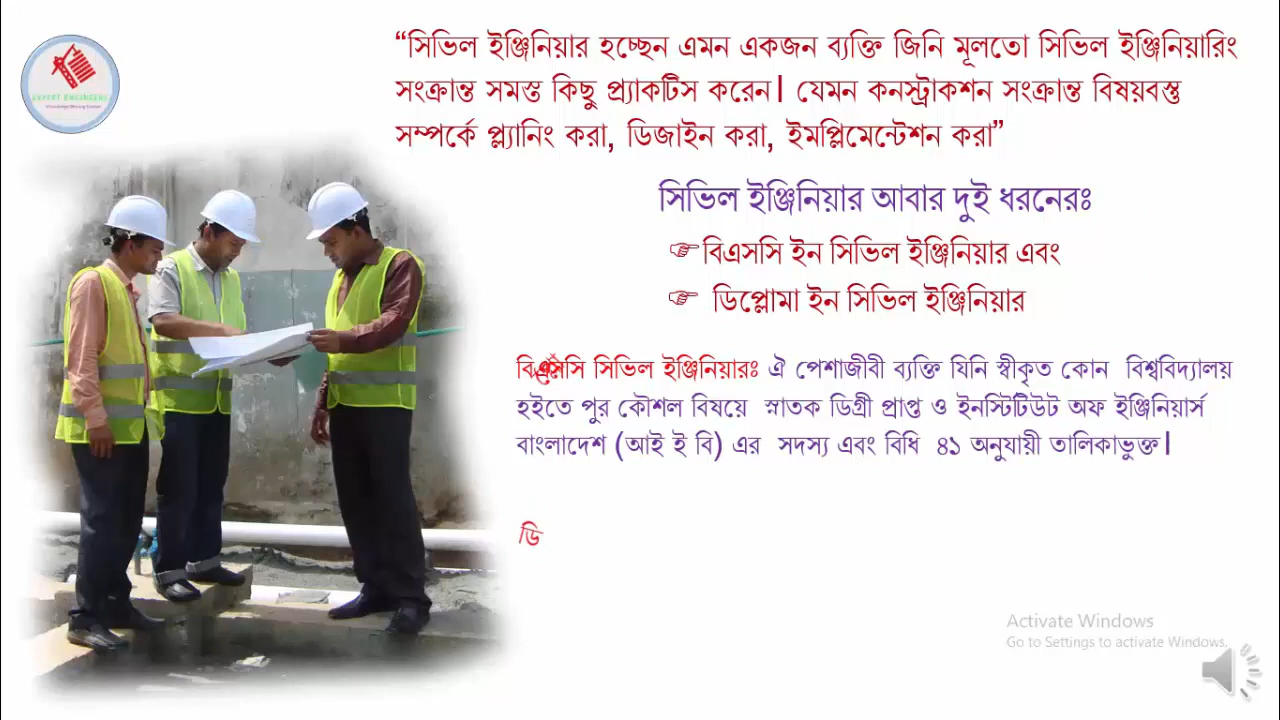 EXPERT ENGINEERS
“সিভিল ইঞ্জিনিয়ার হচ্ছেন এমন একজন ব্যক্তি জিনি মূলতো সিভিল ইঞ্জিনিয়ারিং
সংক্রান্ত সমস্ত কিছু প্র্যাকটিস করেন। যেমন কনস্ট্রাকশন সংক্রান্ত বিষয়বস্তু
সম্পর্কে প্ল্যানিং করা, ডিজাইন করা, ইমপ্লিমেন্টেশন করা”
সিভিল ইঞ্জিনিয়ার আবার দুই ধরনেরঃ
☞বিএসসি ইন সিভিল ইঞ্জিনিয়ার এবং
☞ ডিপ্লোমা ইন সিভিল ইঞ্জিনিয়ার
সিভিল ইঞ্জিনিয়ারঃ ঐ পেশাজীবী ব্যক্তি যিনি স্বীকৃত কোন বিশ্ববিদ্যালয়
হইতে পুর কৌশল বিষয়ে স্নাতক ডিগ্রী প্রাপ্ত ও ইনস্টিটিউট অফ ইঞ্জিনিয়ার্স
বাংলাদেশ (আই ই বি) এর সদস্য এবং বিধি ৪১ অনুযায়ী তালিকাভুক্ত।
ডি
Activate Windows
Go to Settings to activate Windows.